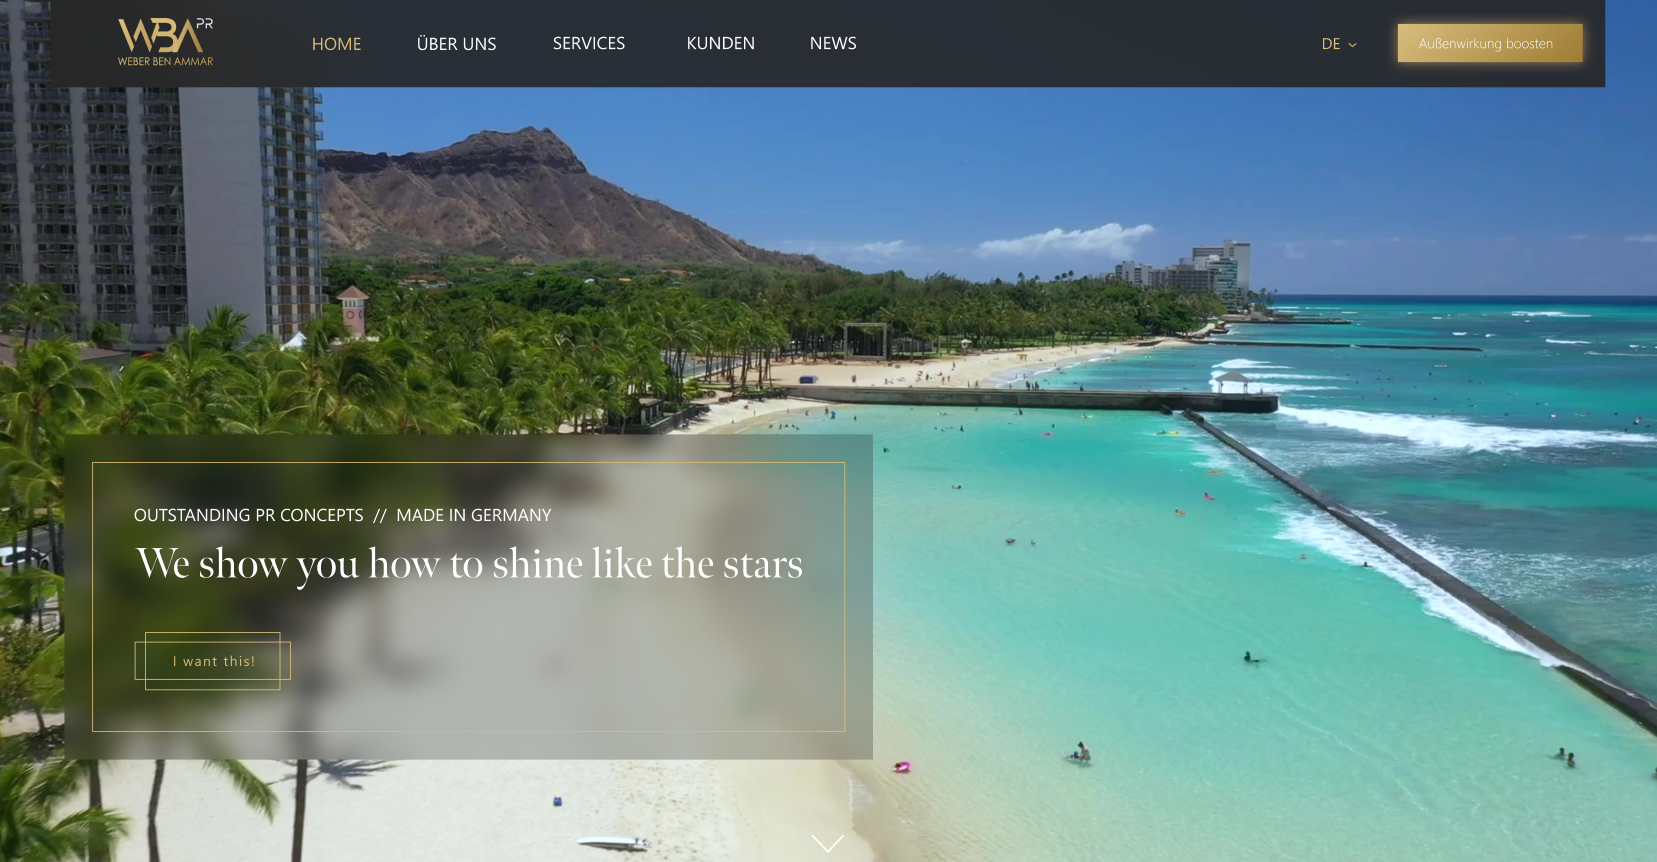 WBA PR
WEBER BEN AMMAR
HOME
ÜBER UNS
SERVICES
KUNDEN
NEWS
DE
Außenwirkung boosten
OUTSTANDING PR CONCEPTS // MADE IN GERMANY
We show you how to shine like the stars
I want this!